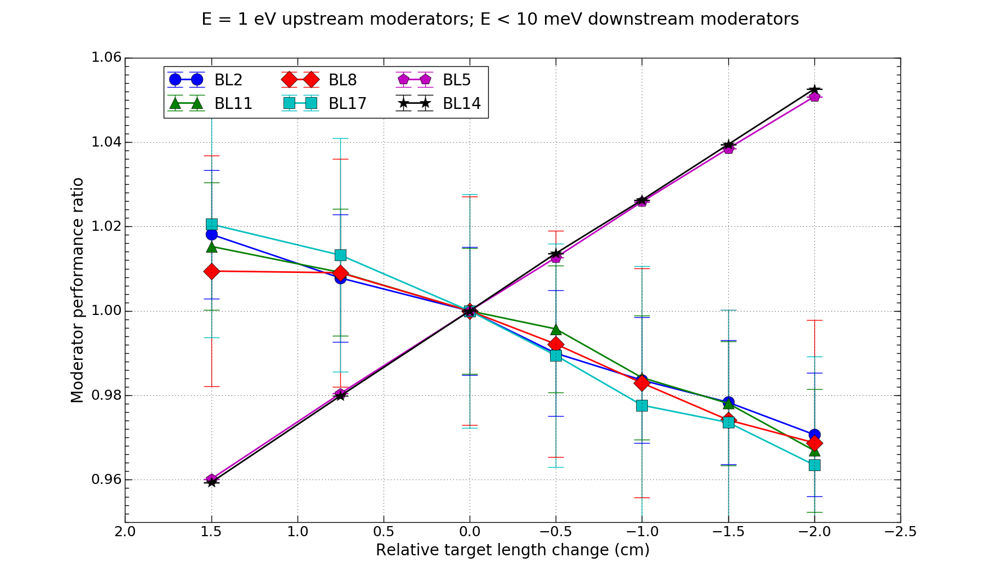 E = 1 eV upstream moderators; E < 10 meV downstream moderators
BL2 BL8 BL5
BL11 BL17 BL14
1.06
1.04
1.02
1.00
0.98
0.96
Moderator performance ratio
2.0 1.5 1.0 0.5 0.0 −0.5 −1.0 −1.5 −2.0 −2.5
Relative target length change (cm)